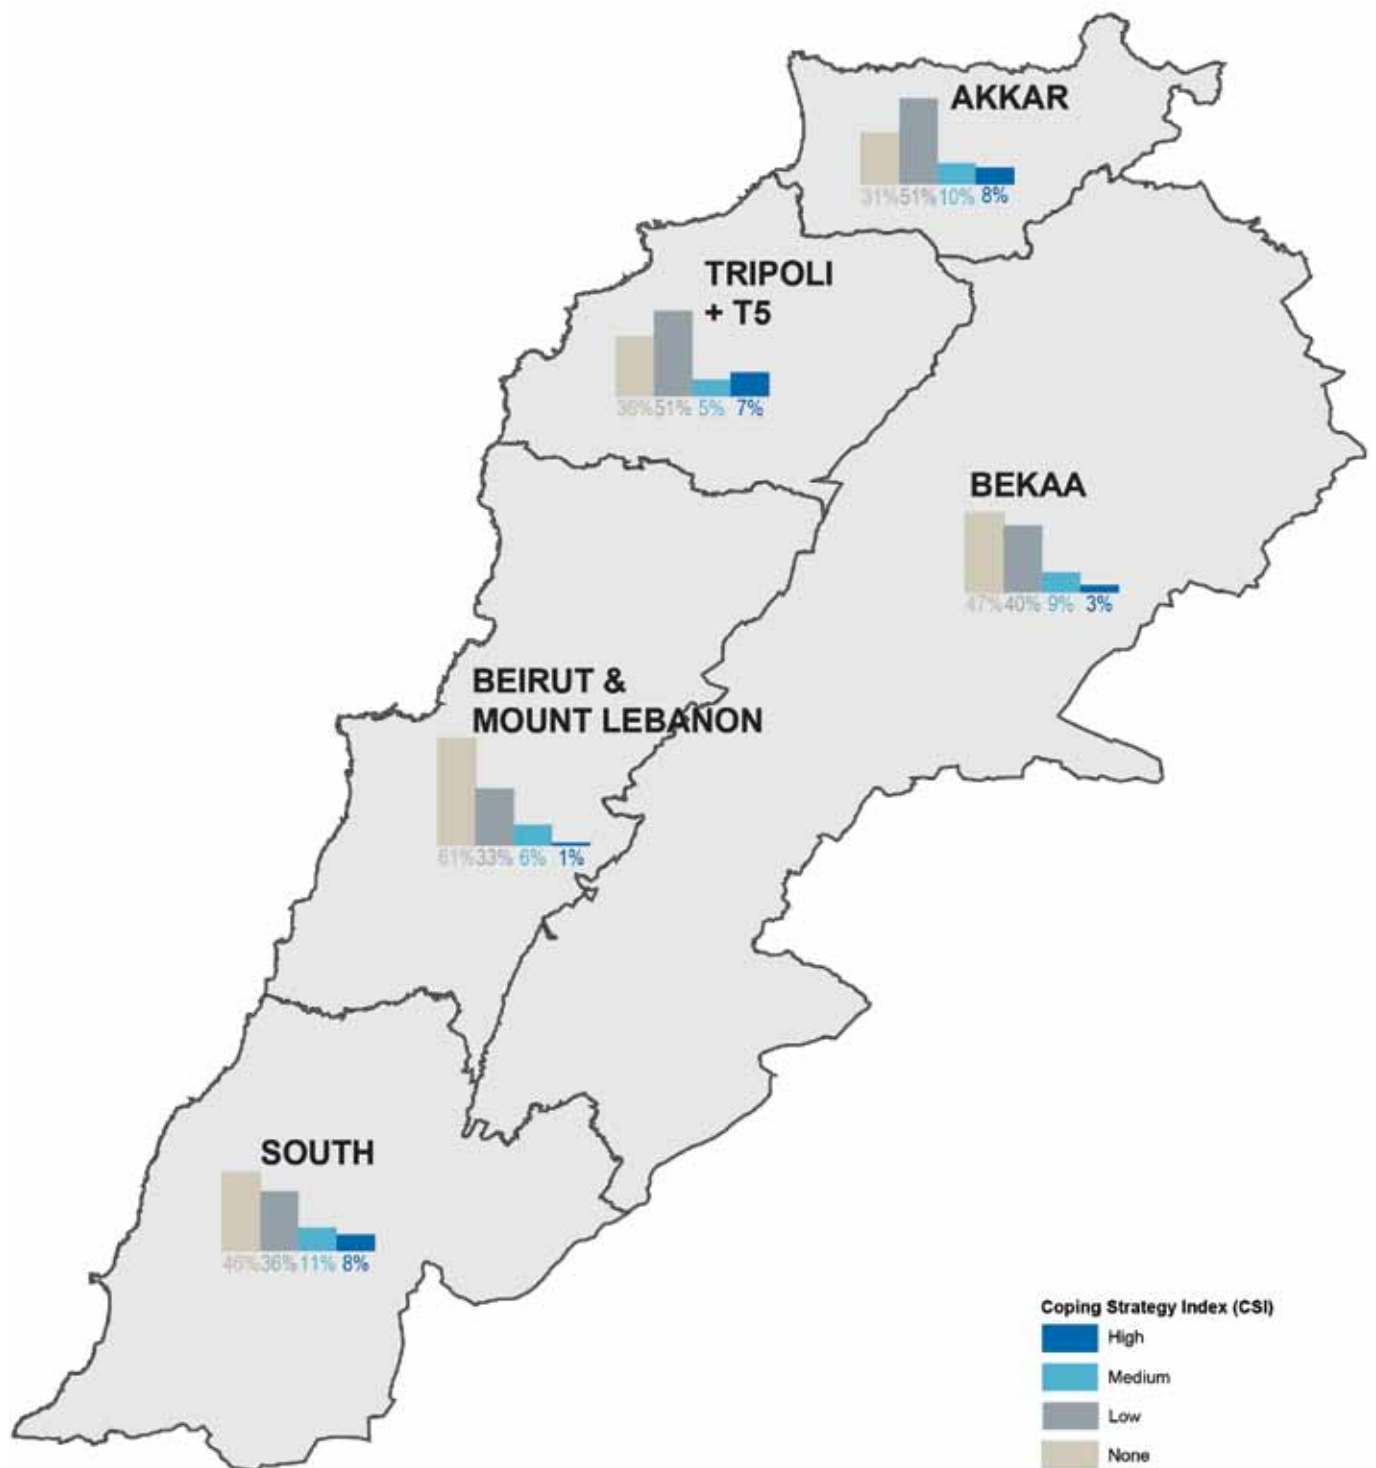 AKKAR
31% 51% 10% 8%
TRIPOLI
+ T5
36% 51% 5% 7%
BEKAA
47% 40% 9% 3%
BEIRUT &
MOUNT LEBANON
61% 33% 6% 1%
SOUTH
46% 36% 11% 8%
Coping Strategy Index (CSI)
High
Medium
Low
None